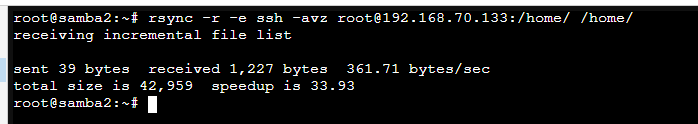 root@samba2:~# rsync -r -e ssh -avz root@192.168.70.133:/home/ /home/
receiving incremental file list
sent 39 bytes  received 1,227 bytes  361.71 bytes/sec
total size is 42,959  speedup is 33.93
root@samba2:~#